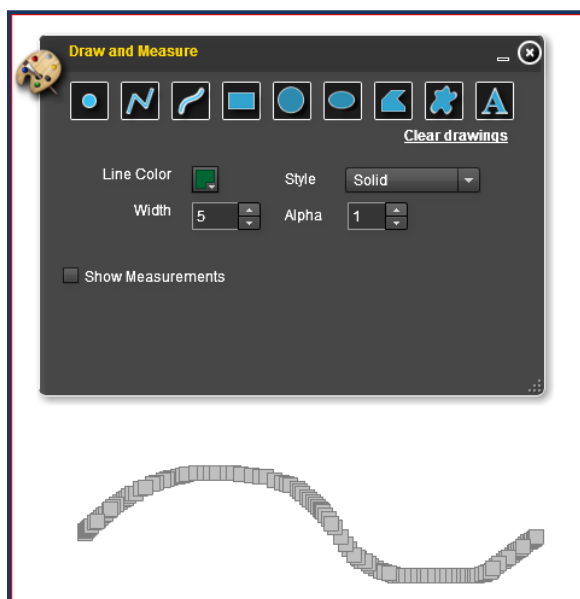 Draw and Measure
A
Clear drawings
Line Color Style Solid
Width 5 Alpha 1
Show Measurements